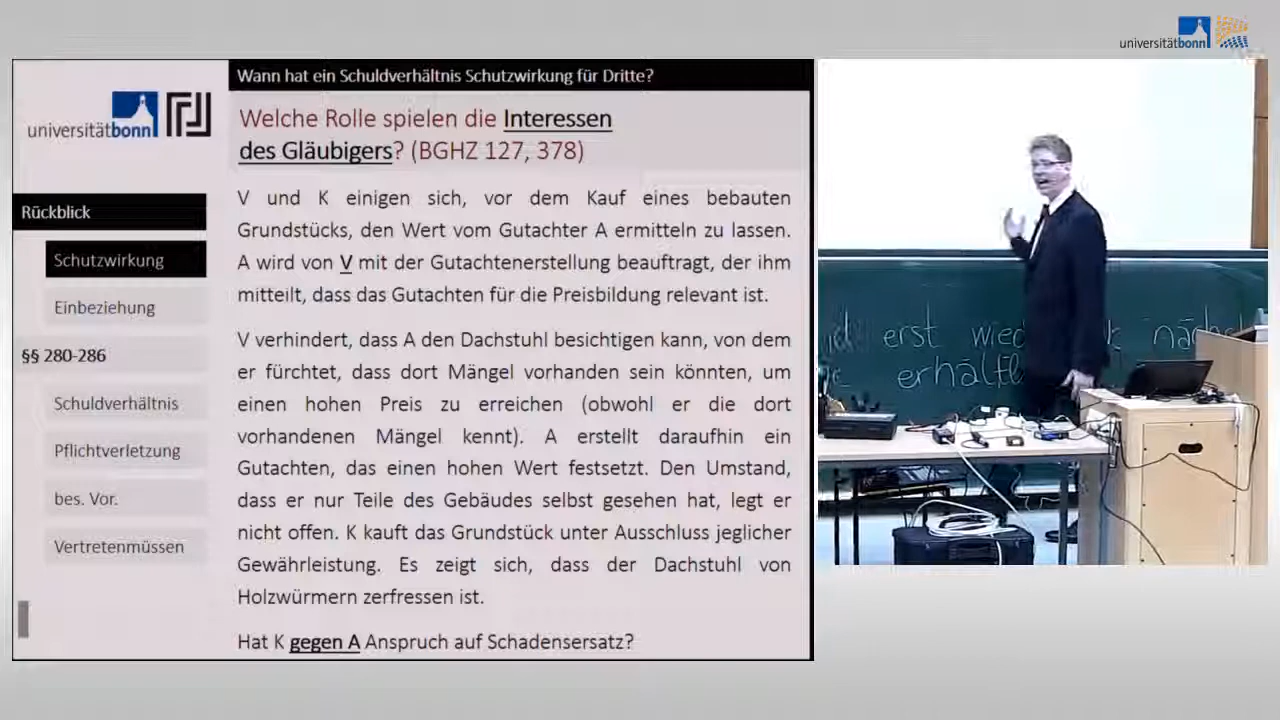 universitätbonn
Wann hat ein Schuldverhältnis Schutzwirkung für Dritte?
universitätbonn
Welche Rolle spielen die Interessen
des Gläubigers? (BGHZ 127, 378)
Rückblick
Schutzwirkung
Einbeziehung
§§ 280-286
Schuldverhältnis
Pflichtverletzung
bes. Vor.
Vertretenmüssen
V und K einigen sich, vor dem Kauf eines bebauten
Grundstücks, den Wert vom Gutachter A ermitteln zu lassen.
A wird von V mit der Gutachtenerstellung beauftragt, der ihm
mitteilt, dass das Gutachten für die Preisbildung relevant ist.
V verhindert, dass A den Dachstuhl besichtigen kann, von dem
er fürchtet, dass dort Mängel vorhanden sein könnten, um
einen hohen Preis zu erreichen (obwohl er die dort
vorhandenen Mängel kennt). A erstellt daraufhin ein
Gutachten, das einen hohen Wert festsetzt. Den Umstand,
dass er nur Teile des Gebäudes selbst gesehen hat, legt er
nicht offen. K kauft das Grundstück unter Ausschluss jeglicher
Gewährleistung. Es zeigt sich, dass der Dachstuhl von
Holzwürmern zerfressen ist.
Hat K gegen A Anspruch auf Schadensersatz?
erst